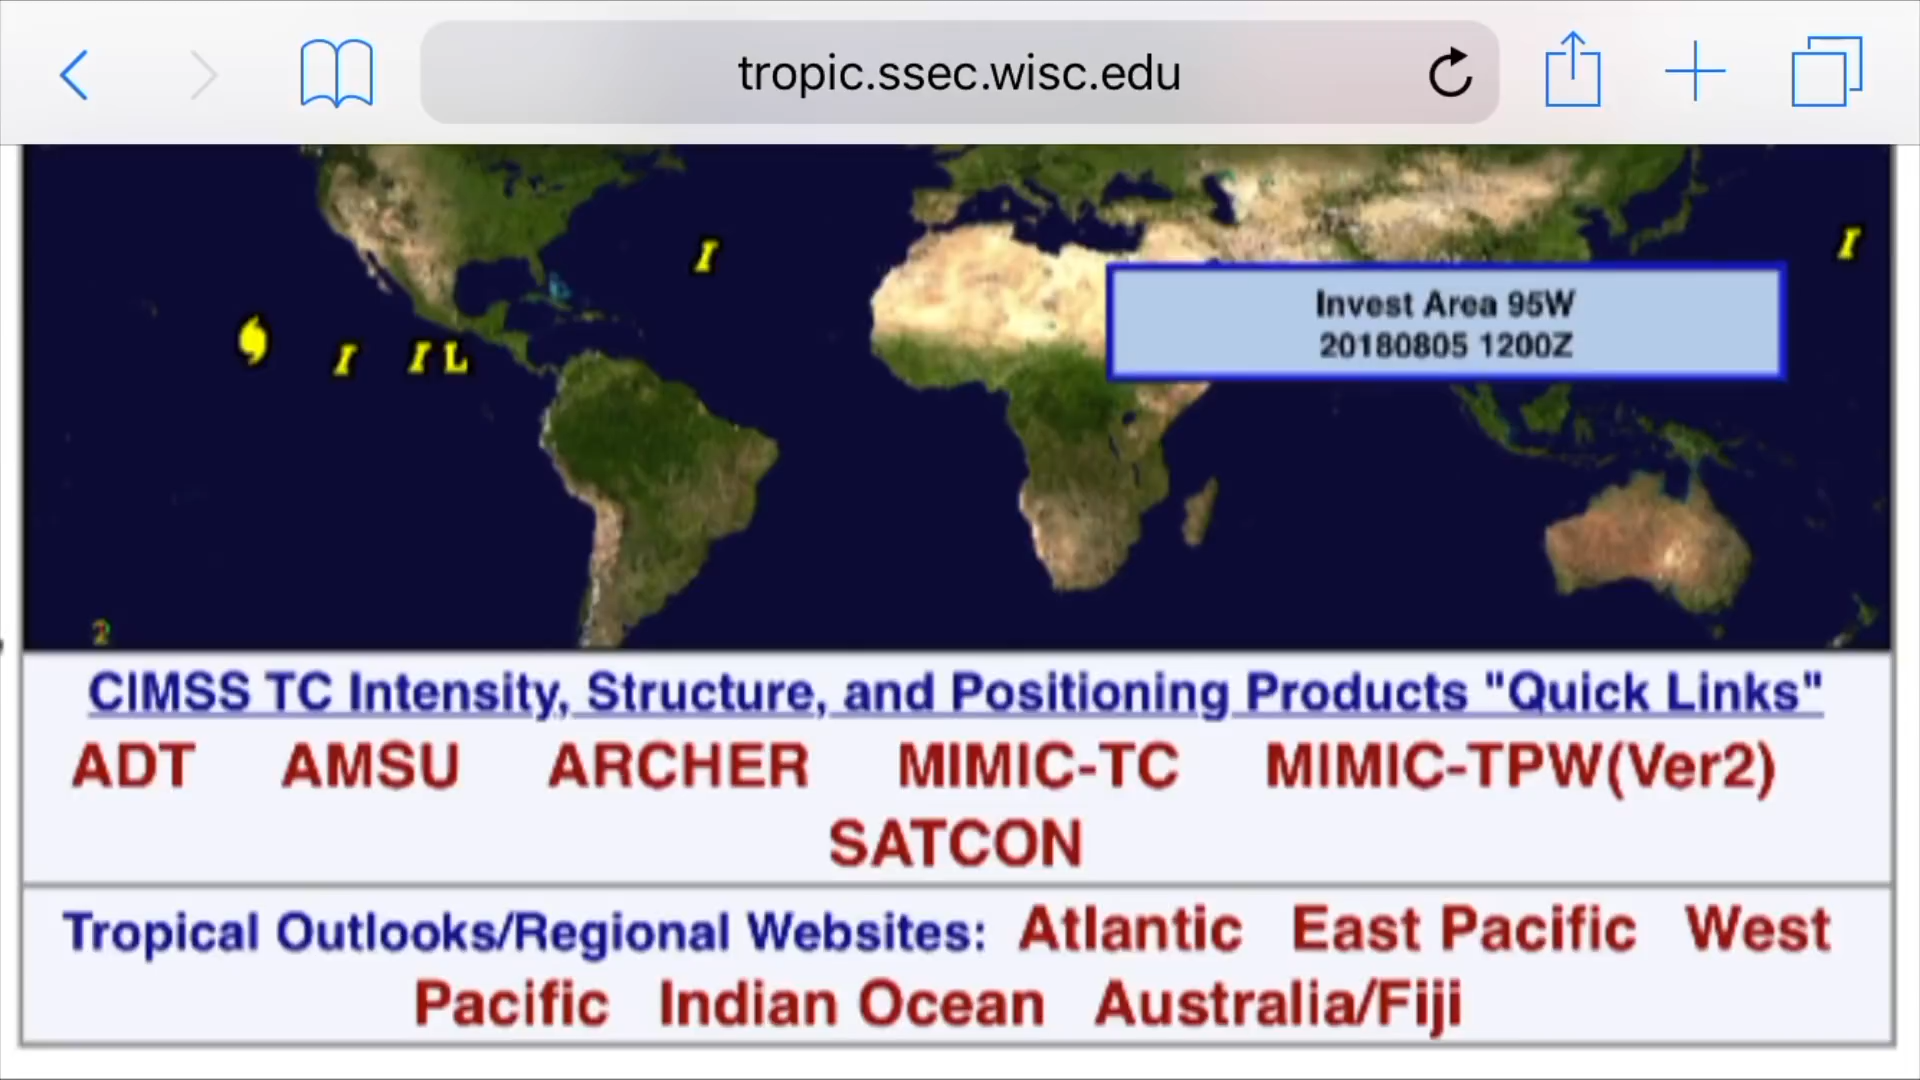 tropic.ssec.wisc.edu
I
I
Invest Area 95W
20180805 1200Z
I I L
2
CIMSS TC Intensity, Structure, and Positioning Products "Quick Links"
ADT AMSU ARCHER MIMIC-TC MIMIC-TPW(Ver2)
SATCON
Tropical Outlooks/Regional Websites: Atlantic East Pacific West
Pacific Indian Ocean Australia/Fiji